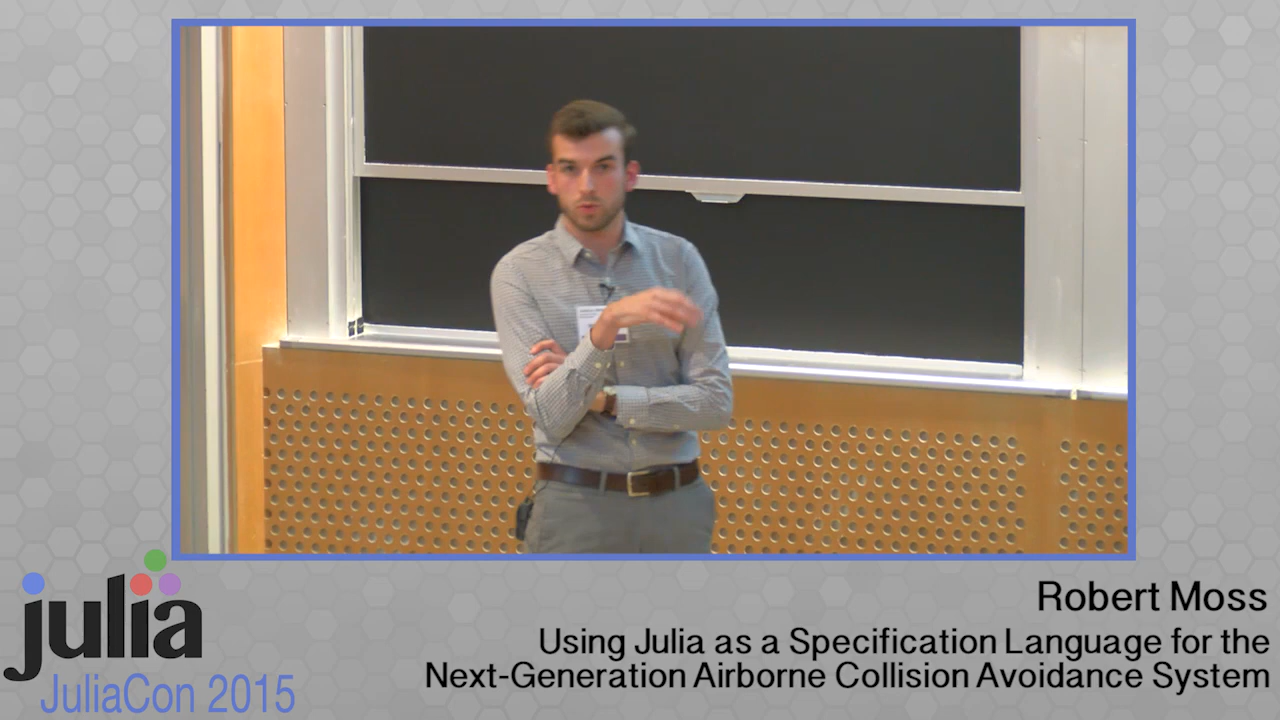 Robert Moss
Using Julia as a Specification Language for the
Next-Generation Airborne Collision Avoidance System
julia
JuliaCon 2015